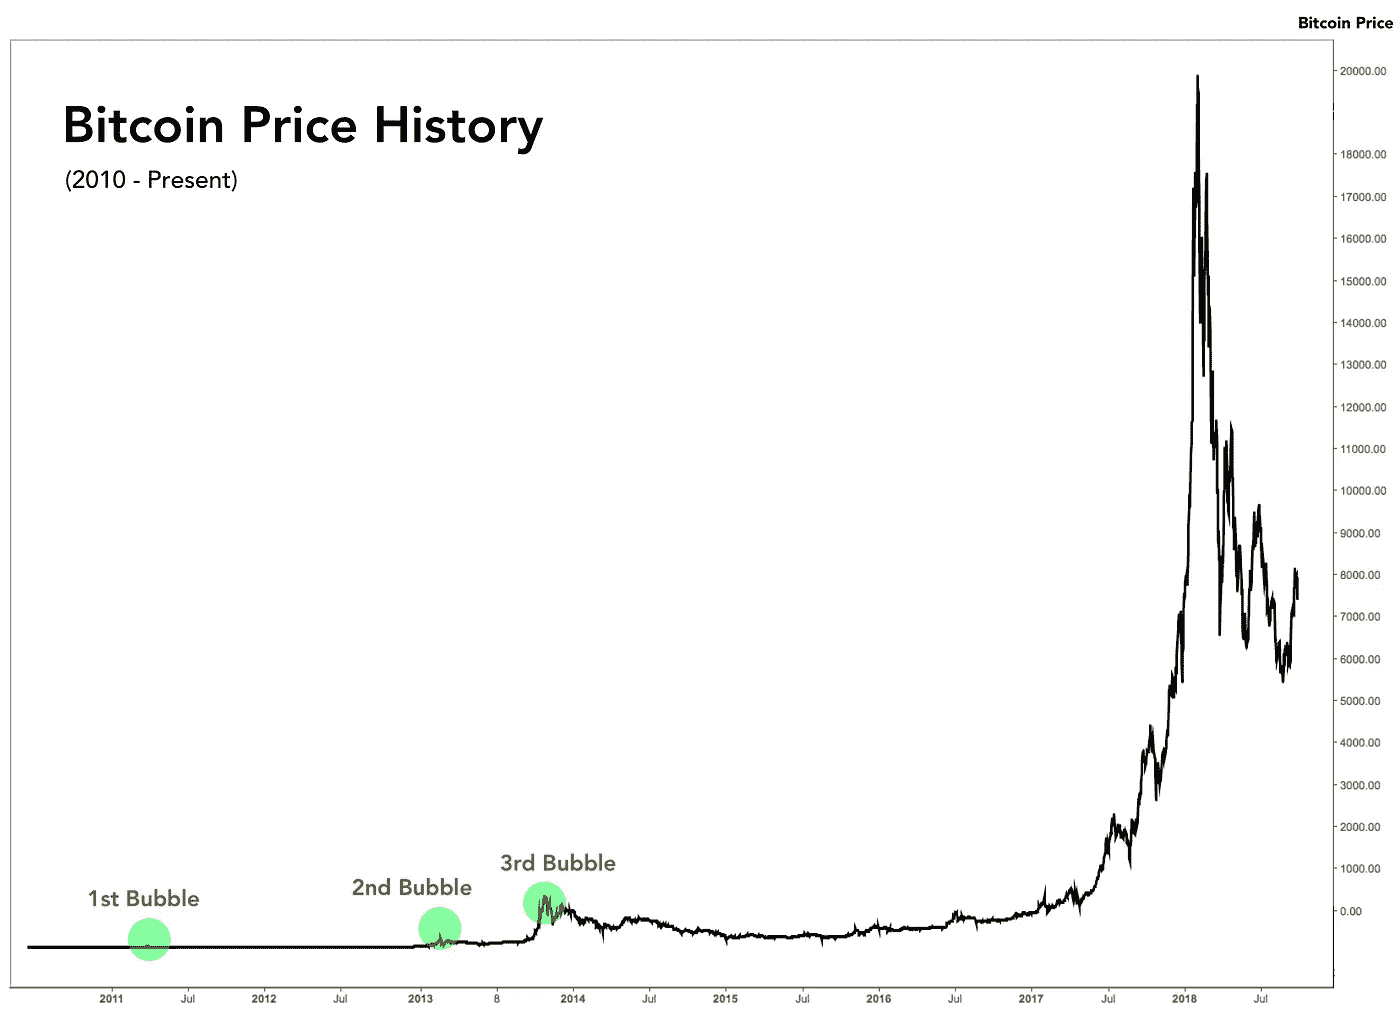 Bitcoin Price
Bitcoin Price History
(2010 - Present)
20000.00
18000.00
17000.00
16000.00
15000.00
14000.00
13000.00
12000.00
11000.00
10000.00
9000.00
8000.00
7000.00
6000.00
5000.00
4000.00
3000.00
2000.00
1000.00
0.00
3rd Bubble
2nd Bubble
1st Bubble
2011 Jul 2012 Jul 2013 8 2014 Jul 2015 Jul 2016 Jul 2017 Jul 2018 Jul